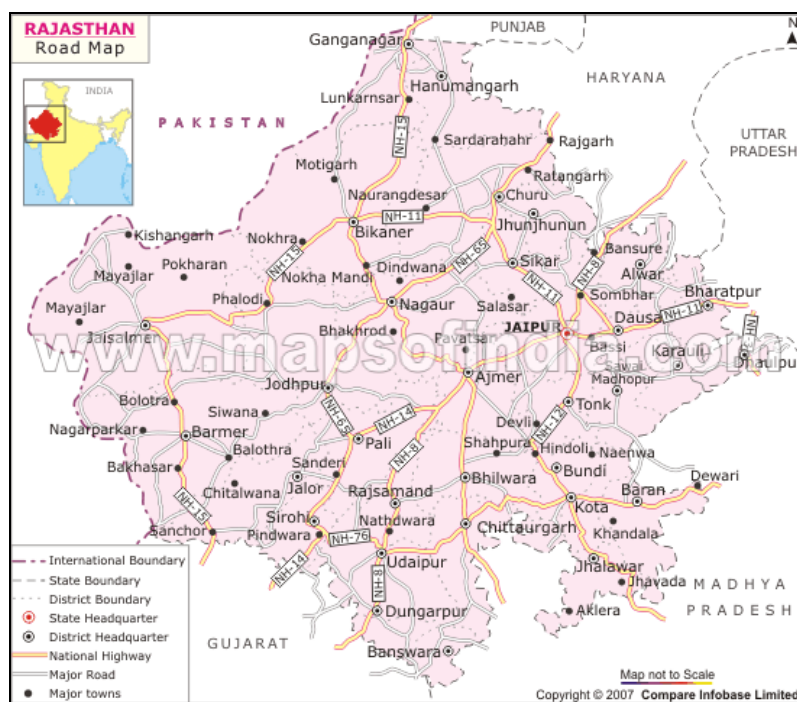 RAJASTHAN
Road Map
INDIA
PUNJAB
N
HARYANA
UTTAR
PRADESH
PAKISTAN
Ganganagar
Hanumangarh
Lunkarnsar
NH-15
Sardarahahr
Rajgarh
Motigarh
Ratangarh
Naurangdesar
Churu
NH-11
Jhunjhunun
Bikaner
Kishangarh
Nokhra
NH-65
Sikar
Bansure
Mayajlar
Pokharan
NH-15
Nokha Mandi
Dindwana
NH-8
Alwar
NH-11
Phalodi
Nagaur
Salasar
Sombhar
Bharatpur
Mayajlar
Dausa
NH-11
Jaisalmer
Bhakhrod
JAIPUR
NH-3
www.mapsofindia.com
Pavatsar
Bassi
Karauli
Dhaulpur
Sawai
Madhopur
Ajmer
Jodhpur
Bolotra
Siwana
NH-65
NH-14
Devli
Tonk
NH-12
Nagarparkar
Barmer
Pali
NH-8
Shahpura
Hindoli
Naenwa
Balothra
Sanderi
Bundi
Bakhasar
Chitalwana
Jalor
Bhilwara
Dewari
Rajsamand
Baran
NH-15
Kota
Sirohi
Nathdwara
Chittaurgarh
Khandala
Sanchor
Pindwara
NH-76
NH-14
Udaipur
Jhalawar
NH-8
Jhavada
Dungarpur
Aklera
MADHYA
PRADESH
GUJARAT
Banswara
International Boundary
State Boundary
District Boundary
State Headquarter
District Headquarter
National Highway
Major Road
Major towns
Map not to Scale
Copyright © 2007 Compare Infobase Limited